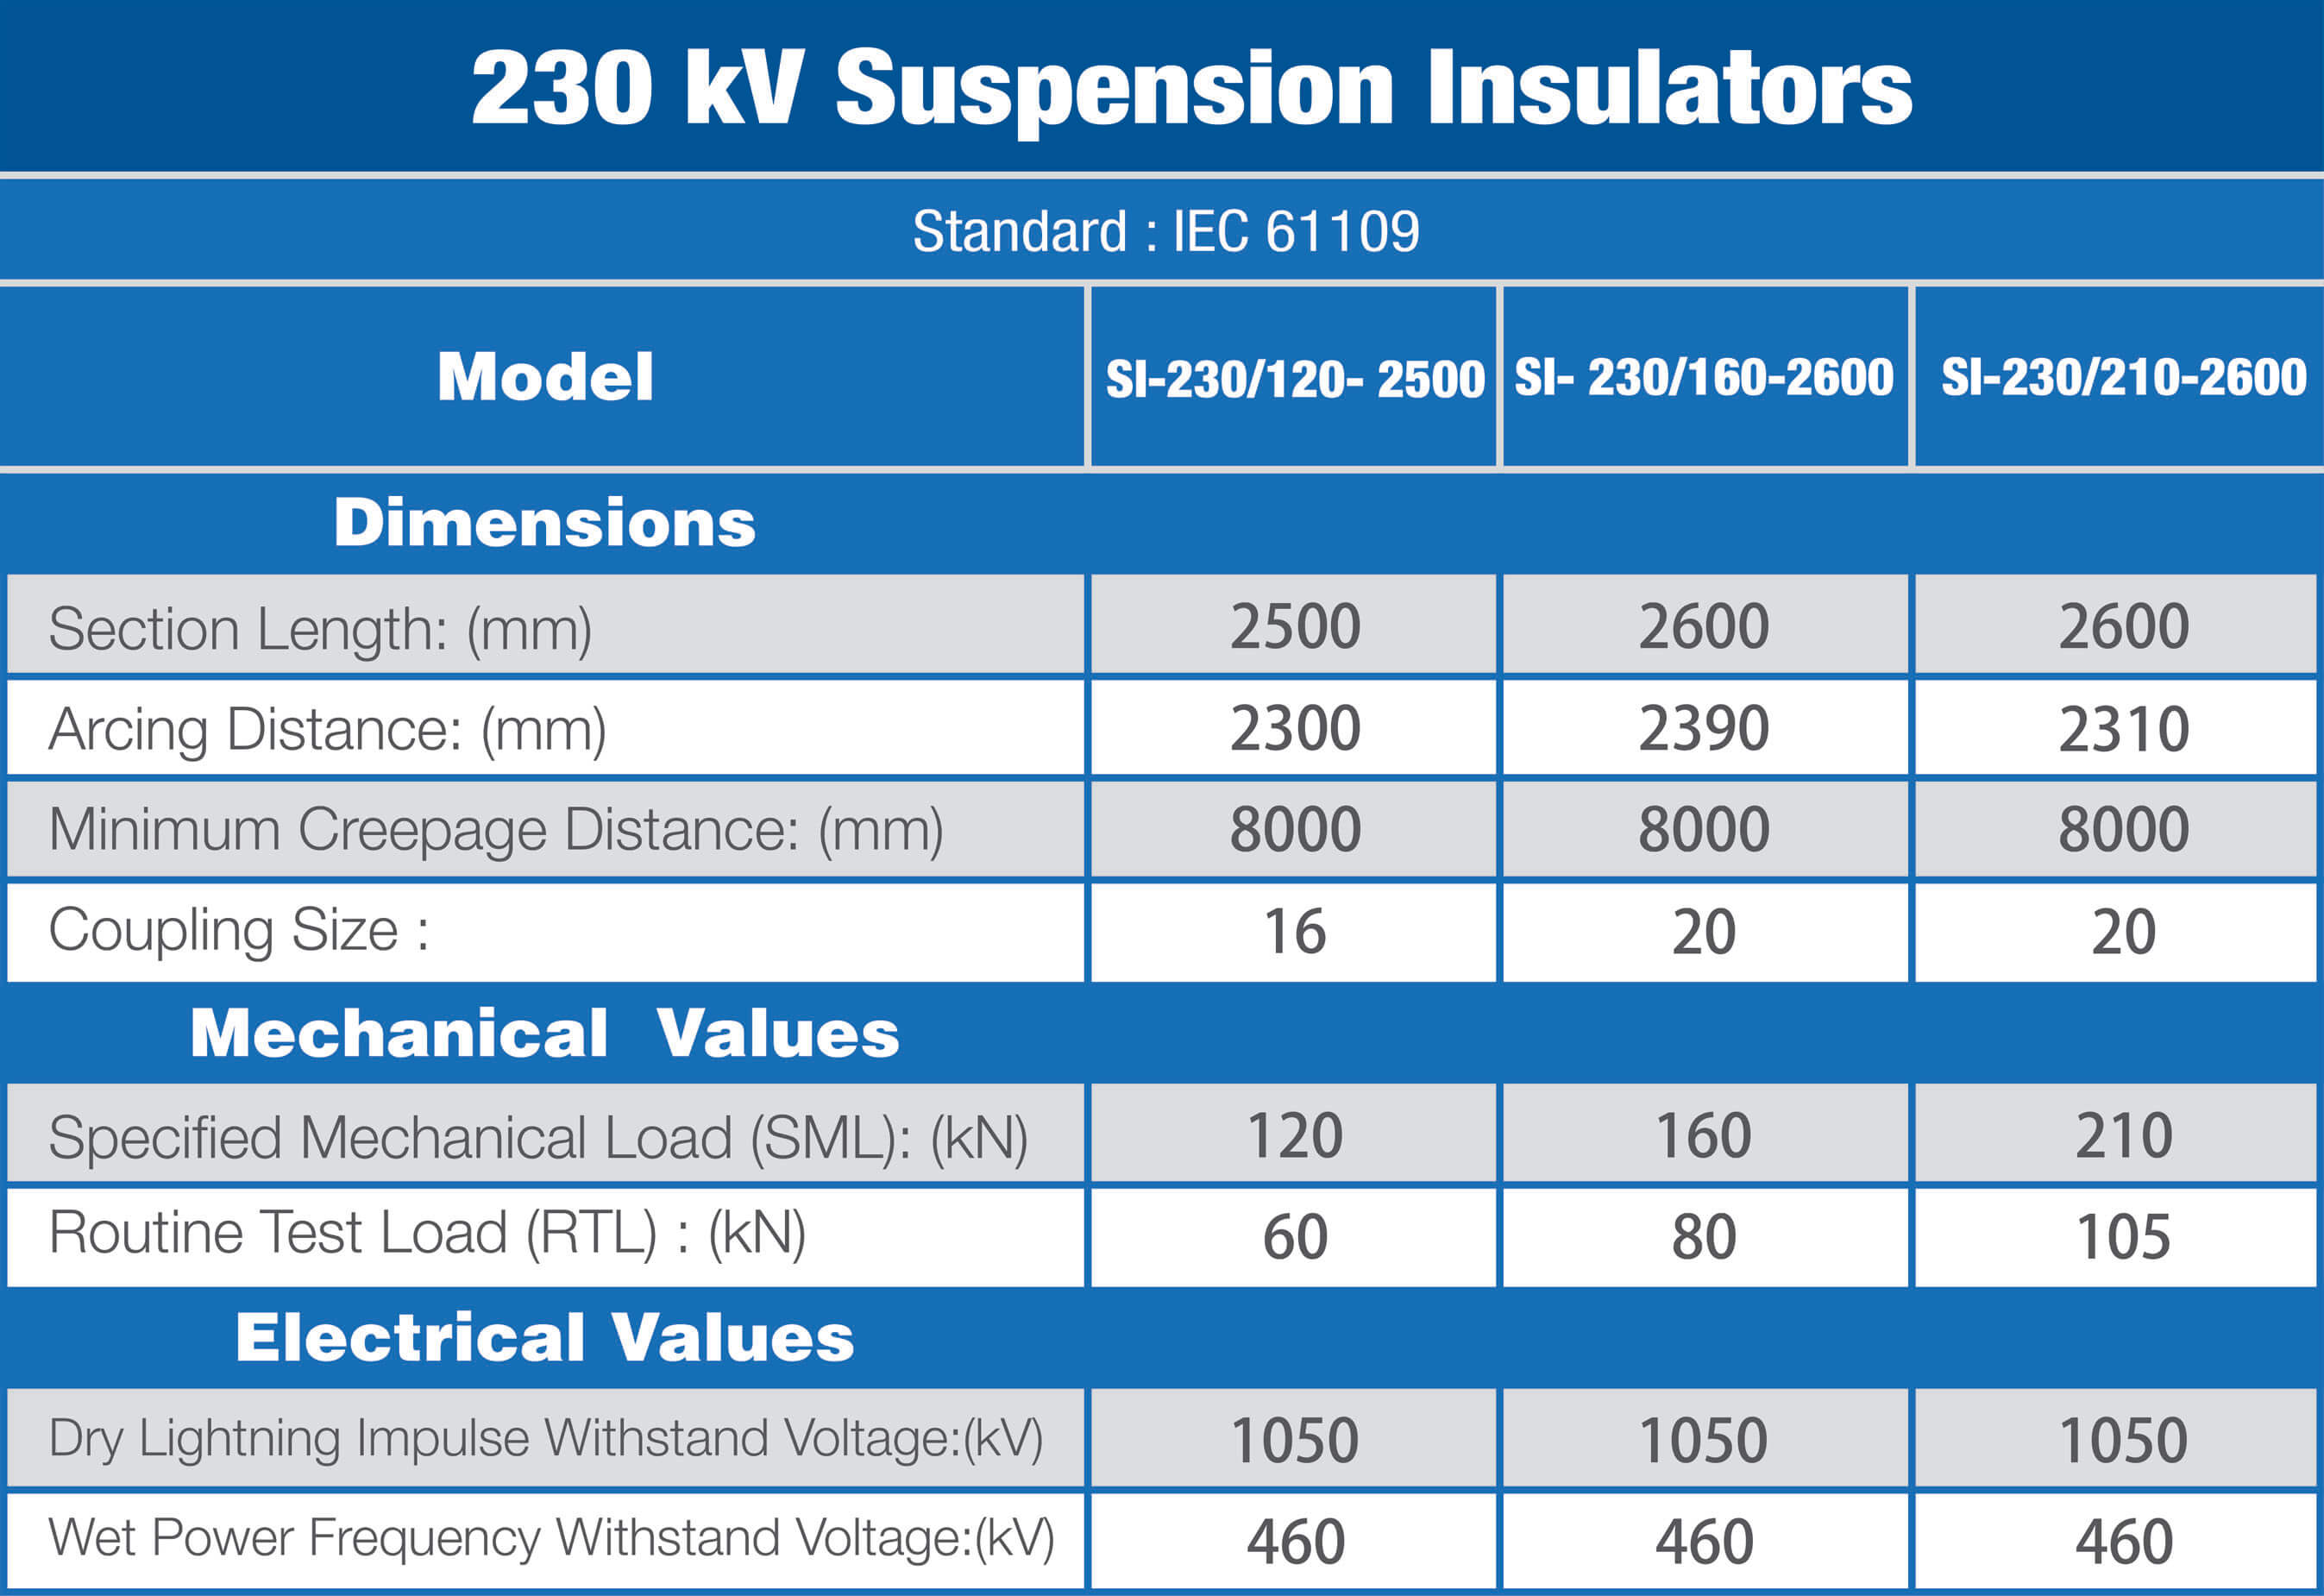 230 kV Suspension Insulators
Standard : IEC 61109
Model SI-230/120- 2500 SI- 230/160-2600 SI-230/210-2600
Dimensions
Section Length: (mm) 2500 2600 2600
Arcing Distance: (mm) 2300 2390 2310
Minimum Creepage Distance: (mm) 8000 8000 8000
Coupling Size : 16 20 20
Mechanical Values
Specified Mechanical Load (SML): (kN) 120 160 210
Routine Test Load (RTL) : (kN) 60 80 105
Electrical Values
Dry Lightning Impulse Withstand Voltage:(kV) 1050 1050 1050
Wet Power Frequency Withstand Voltage:(kV) 460 460 460